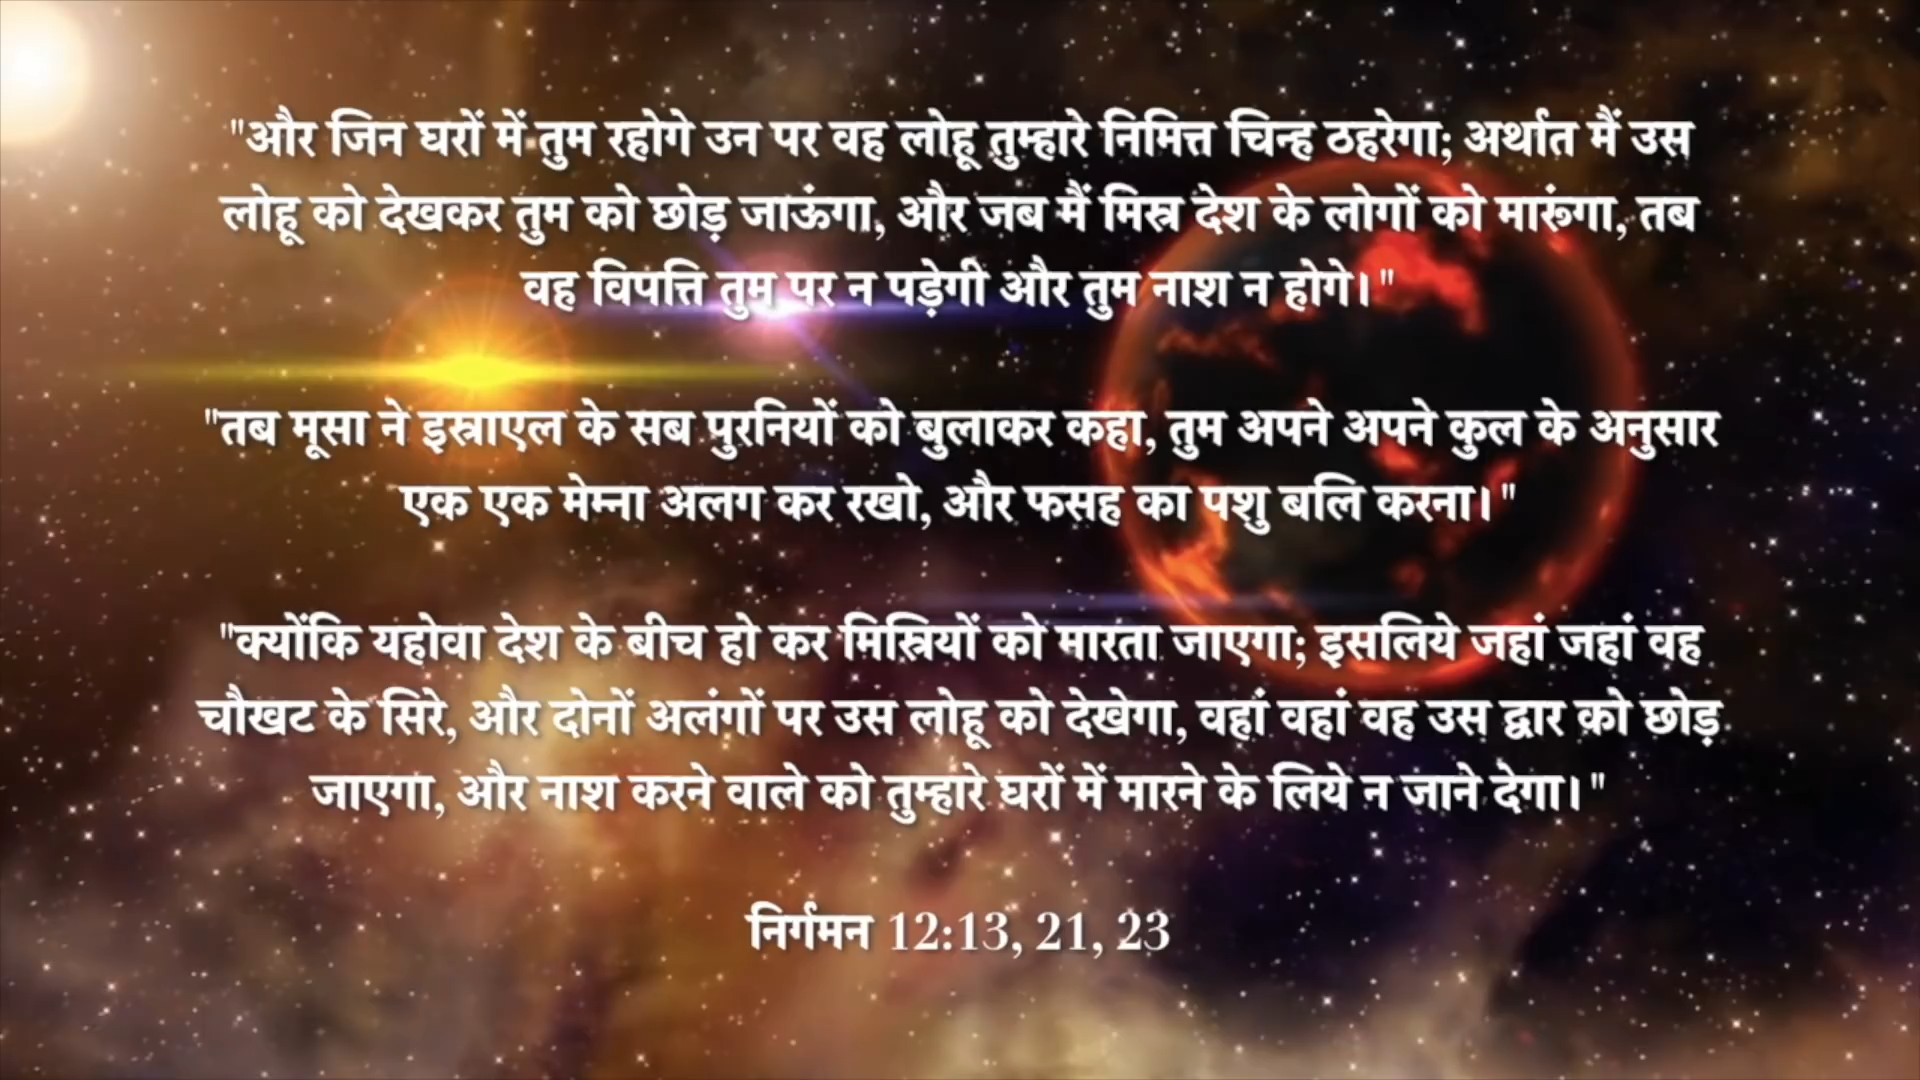 "और जिन घरों में तुम रहोगे उन पर वह लोहू तुम्हारे निमित्त चिन्ह ठहरेगा; अर्थात मैं उस
लोहू को देखकर तुम को छोड़ जाऊंगा, और जब मैं मिस्र देश के लोगों को मारूंगा, तब
वह विपत्ति तुम पर न पड़ेगी और तुम नाश न होगे।"
"तब मूसा ने इस्राएल के सब पुरनियों को बुलाकर कहा, तुम अपने अपने कुल के अनुसार
एक एक मेम्ना अलग कर रखो, और फसह का पशु बलि करना।"
"क्योंकि यहोवा देश के बीच हो कर मिस्रियों को मारता जाएगा; इसलिये जहां जहां वह
चौखट के सिरे, और दोनों अलंगों पर उस लोहू को देखेगा, वहां वहां वह उस द्वार को छोड़
जाएगा, और नाश करने वाले को तुम्हारे घरों में मारने के लिये न जाने देगा।"
निर्गमन 12:13, 21, 23